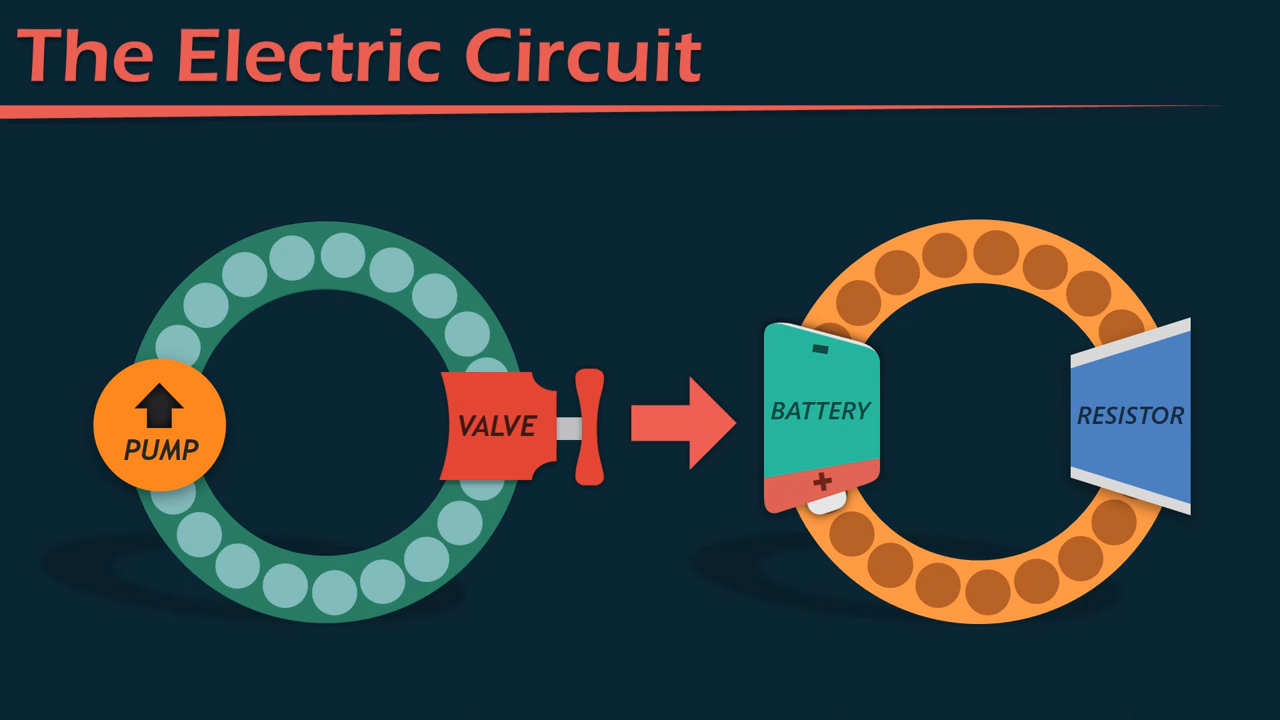 The Electric Circuit
PUMP
VALVE
-
BATTERY
+
RESISTOR